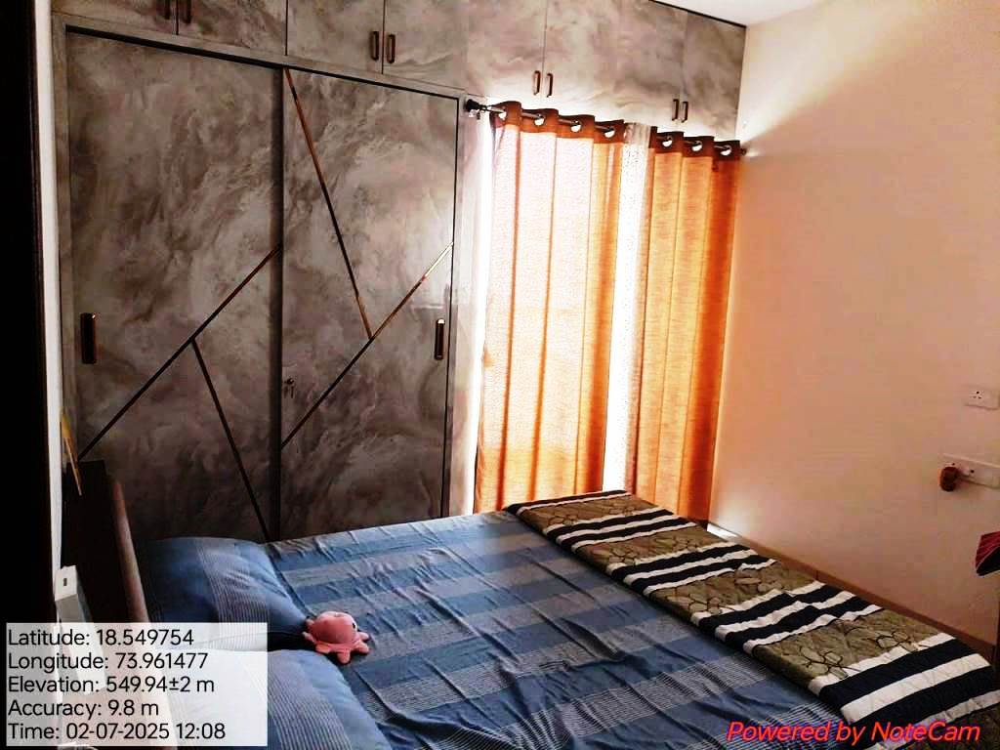 Latitude: 18.549754
Longitude: 73.961477
Elevation: 549.94±2 m
Accuracy: 9.8 m
Time: 02-07-2025 12:08
Powered by NoteCam